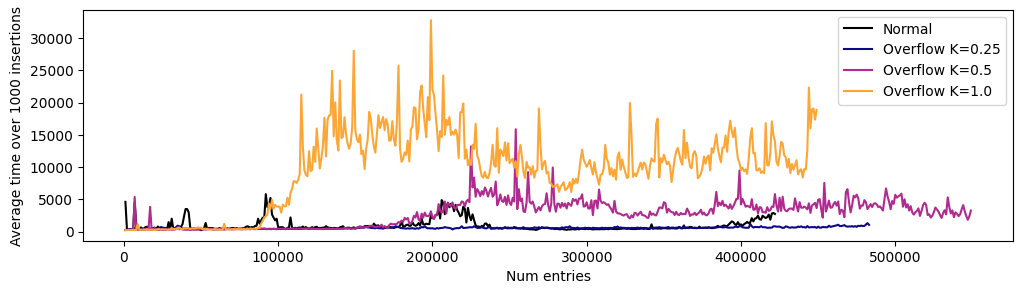 Average time over 1000 insertions
30000
25000
20000
15000
10000
5000
0
0
100000
200000
300000
400000
500000
Num entries
Normal
Overflow K=0.25
Overflow K=0.5
Overflow K=1.0